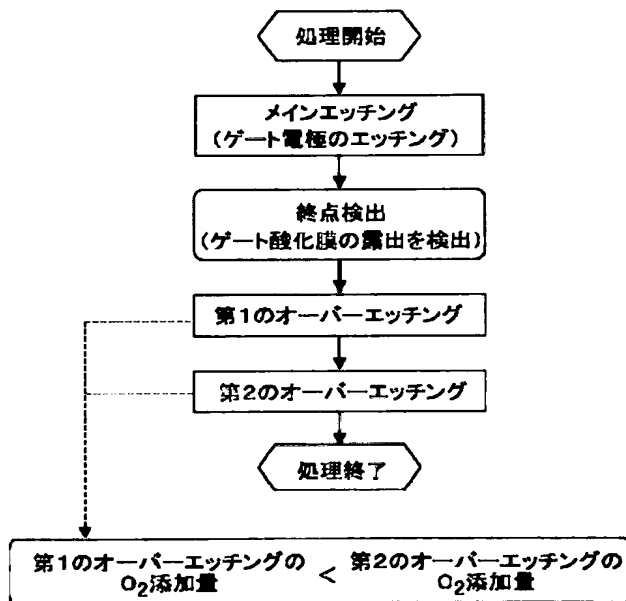 処理開始
メインエッチング
(ゲート電極のエッチング)
終点検出
(ゲート酸化膜の露出を検出)
第1のオーバーエッチング
第2のオーバーエッチング
処理終了
第1のオーバーエッチングの
O₂添加量
<
第2のオーバーエッチングの
O₂添加量